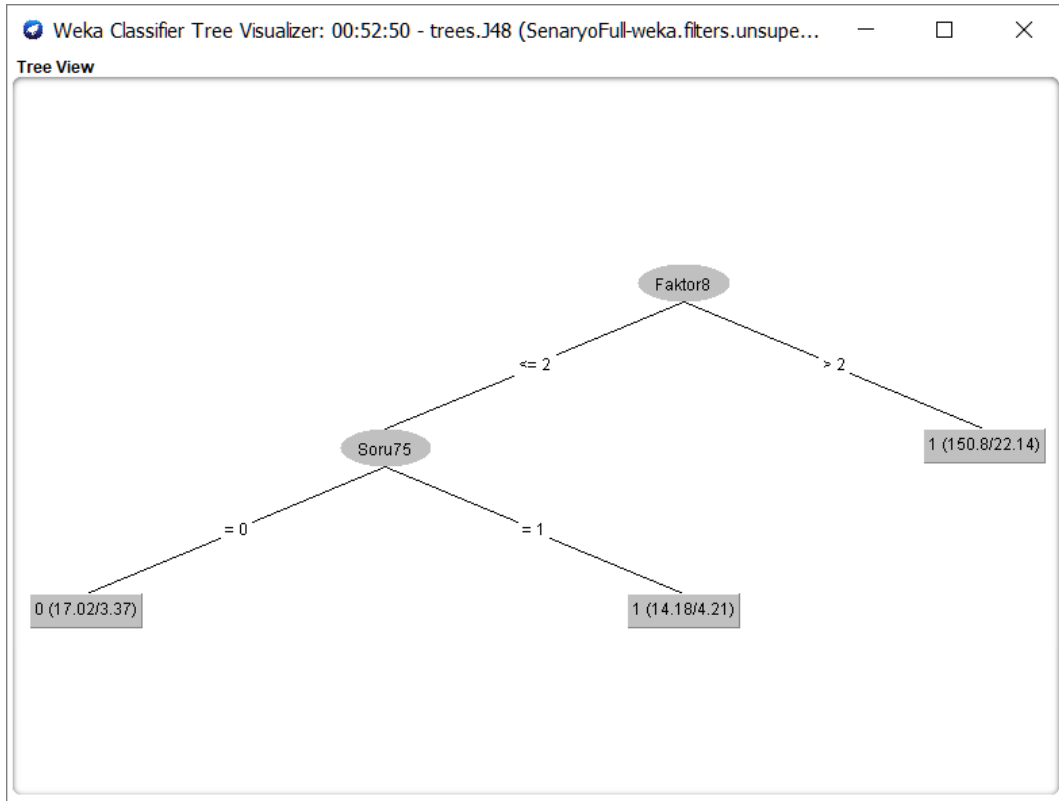 Weka Classifier Tree Visualizer: 00:52:50 - trees.J48 (SenaryoFull-weka.filters.unsupe...
Tree View
Faktor8
<= 2
> 2
Soru75
1 (150.8/22.14)
= 0
= 1
0 (17.02/3.37)
1 (14.18/4.21)